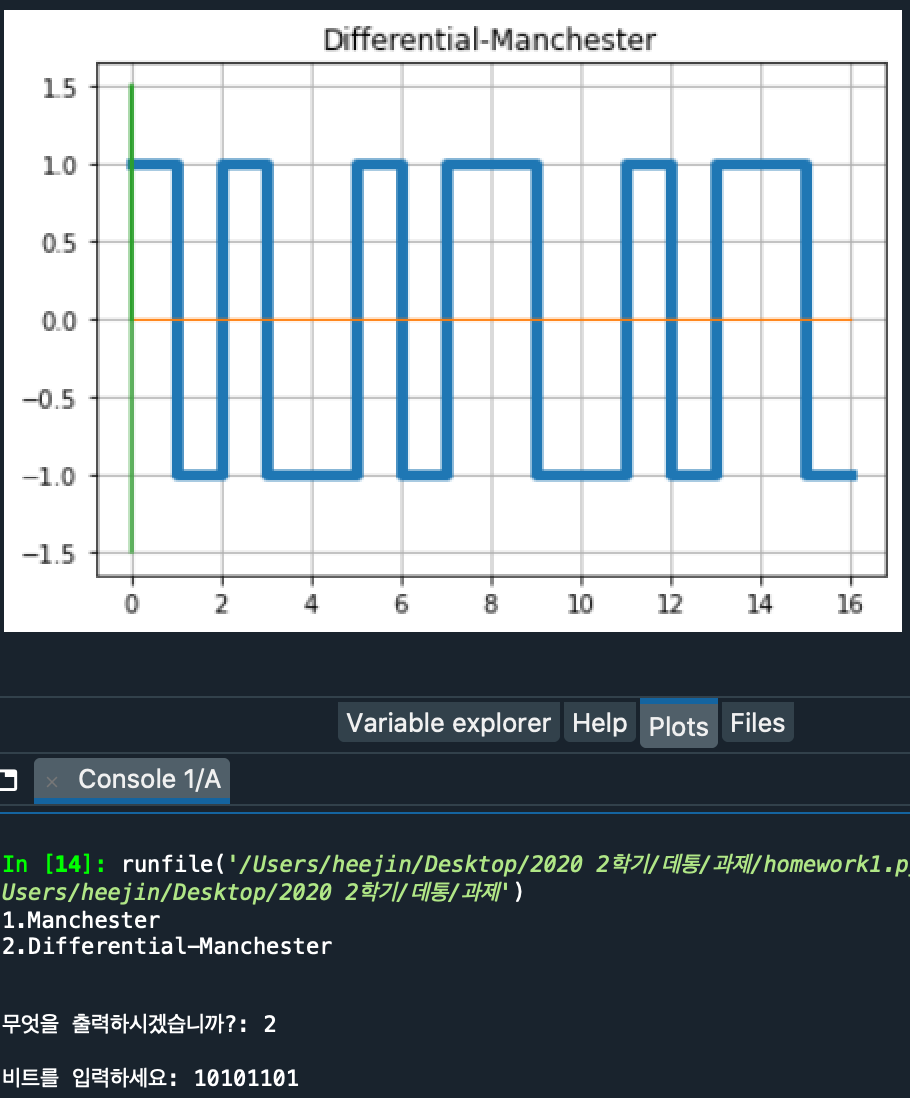 Differential-Manchester
1.5
1.0
0.5
0.0
−0.5
−1.0
−1.5
0 2 4 6 8 10 12 14 16
Variable explorer Help Plots Files
× Console 1/A
In [14]: runfile('/Users/heejin/Desktop/2020 2학기/데통/과제/homework1.p
Users/heejin/Desktop/2020 2학기/데통/과제')
1.Manchester
2.Differential-Manchester
무엇을 출력하시겠습니까?: 2
비트를 입력하세요: 10101101